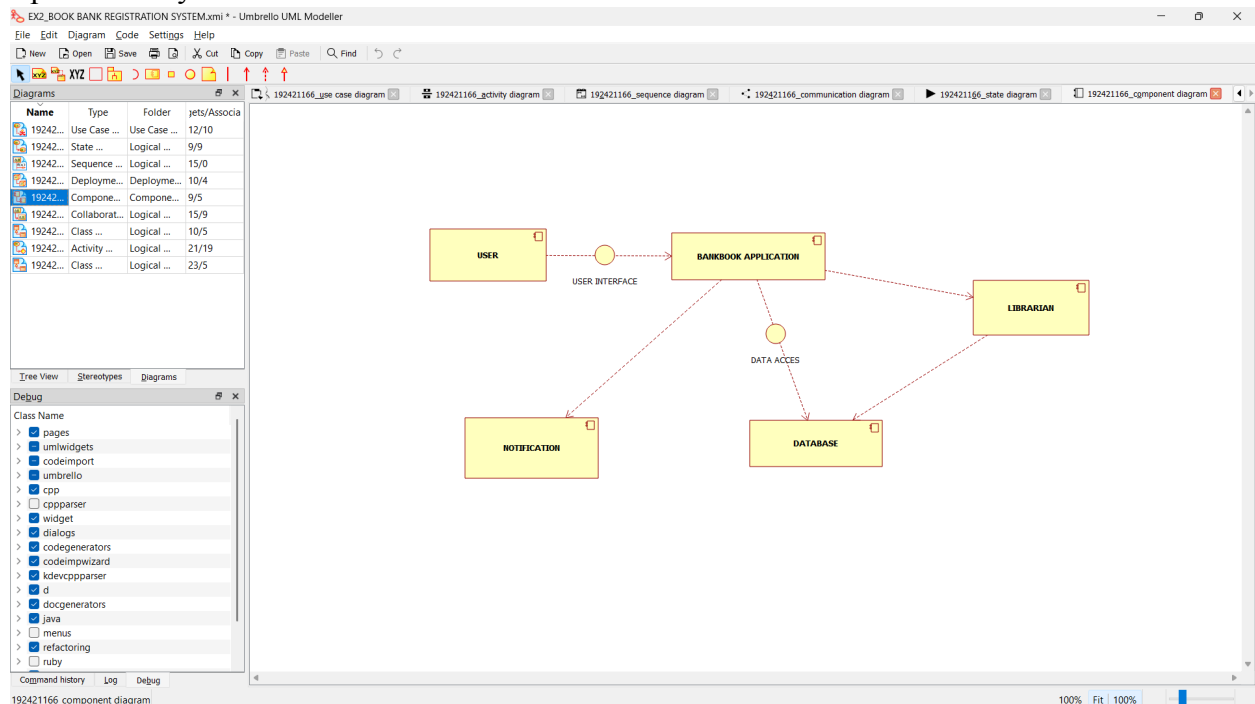 EX2_BOOK BANK REGISTRATION SYSTEM.xmi * - Umbrello UML Modeller
File Edit Diagram Code Settings Help
New Open Save Cut Copy Paste Find
XYZ XYZ
Diagrams
192421166_use case diagram 192421166_activity diagram 192421166_sequence diagram 192421166_communication diagram 192421166_state diagram 192421166_component diagram
Name Type Folder jets/Associa
19242... Use Case ... Use Case ... 12/10
19242... State ... Logical ... 9/9
19242... Sequence ... Logical ... 15/0
19242... Deployme... Deployme... 10/4
19242... Compone... Compone... 9/5
19242... Collaborat... Logical ... 15/9
19242... Class ... Logical ... 10/5
19242... Activity ... Logical ... 21/19
19242... Class ... Logical ... 23/5
USER
USER INTERFACE
BANKBOOK APPLICATION
LIBRARIAN
DATA ACCES
NOTIFICATION
DATABASE
Tree View Stereotypes Diagrams
Debug
Class Name
pages
umlwidgets
codeimport
umbrello
cpp
cppparser
widget
dialogs
codegenerators
codeimpwizard
kdevcppparser
d
docgenerators
java
menus
refactoring
ruby
Command history Log Debug
192421166_component diagram
100% Fit 100%